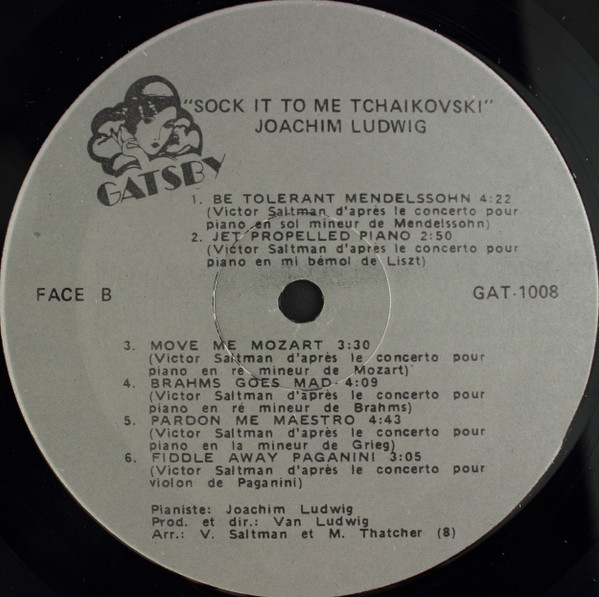 "SOCK IT TO ME TCHAIKOVSKI"
JOACHIM LUDWIG
GATSBY
1. BE TOLERANT MENDELSSOHN 4:22
(Victor Saltman d'après le concerto pour
piano en sol mineur de Mendelssohn)
2. JET PROPELLED PIANO 2:50
(Victor Saltman d'après le concerto pour
piano en mi bémol de Liszt)
FACE B
GAT-1008
3. MOVE ME MOZART 3:30
(Victor Saltman d'après le concerto pour
piano en ré mineur de Mozart)
4. BRAHMS GOES MAD 4:09
(Victor Saltman d'après le concerto pour
piano en ré mineur de Brahms)
5. PARDON ME MAESTRO 4:43
(Victor Saltman d'après le concerto pour
piano en la mineur de Grieg)
6. FIDDLE AWAY PAGANINI 3:05
(Victor Saltman d'après le concerto pour
violon de Paganini)
Pianiste: Joachim Ludwig
Prod. et dir.: Van Ludwig
Arr.: V. Saltman et M. Thatcher (8)